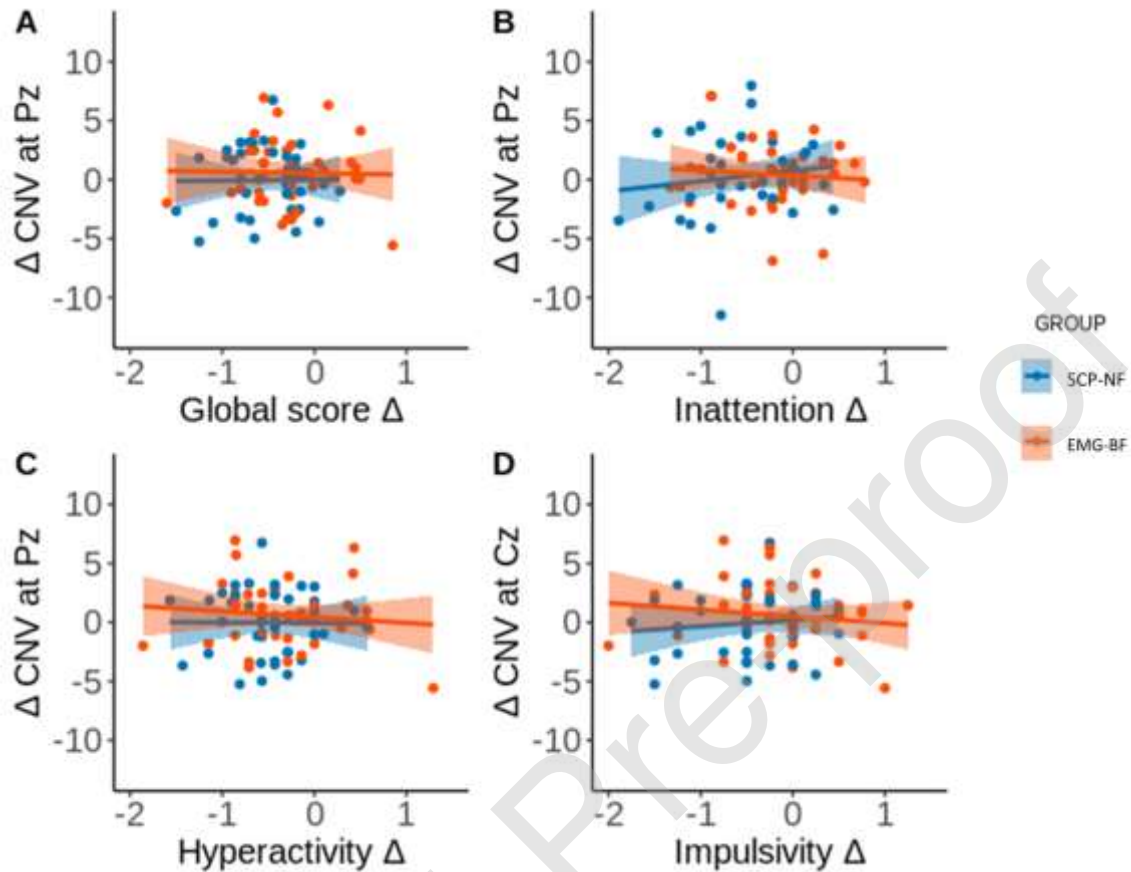 A
Δ CNV at Pz
10
5
0
-5
-10
-2 -1 0 1
Global score Δ
B
Δ CNV at Pz
10
5
0
-5
-10
-2 -1 0 1
Inattention Δ
GROUP
SCP-NF
EMG-BF
C
Δ CNV at Pz
10
5
0
-5
-10
-2 -1 0 1
Hyperactivity Δ
D
Δ CNV at Cz
10
5
0
-5
-10
-2 -1 0 1
Impulsivity Δ
Pre-proof